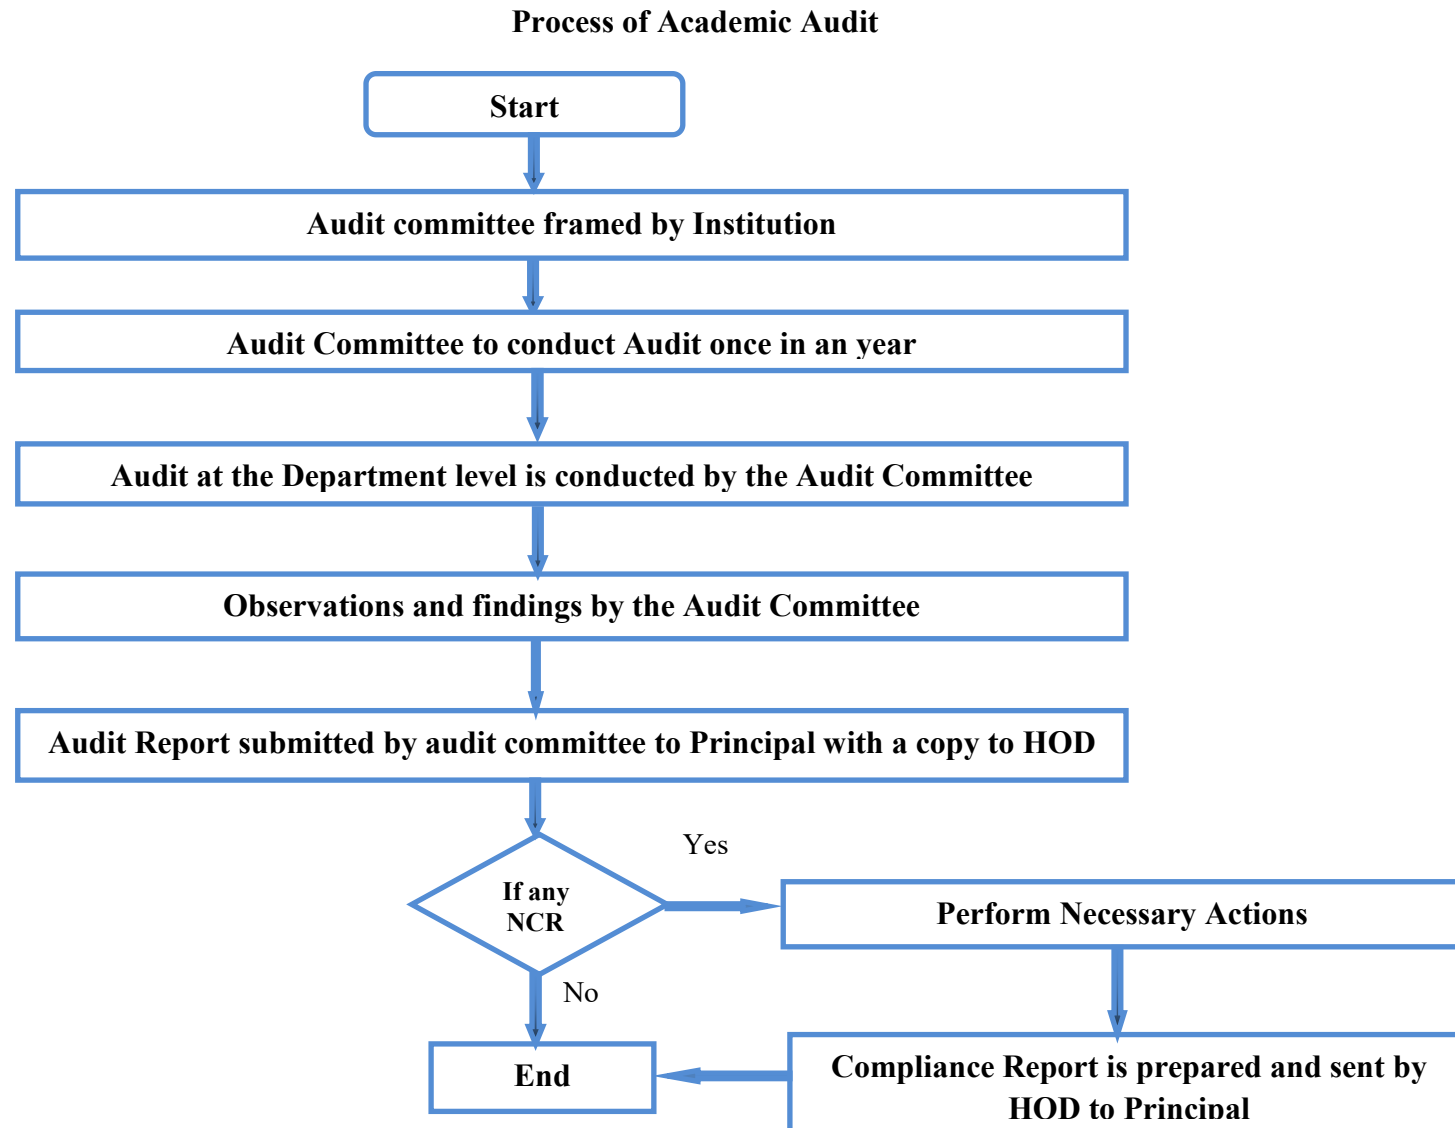 Process of Academic Audit
Start
Audit committee framed by Institution
Audit Committee to conduct Audit once in an year
Audit at the Department level is conducted by the Audit Committee
Observations and findings by the Audit Committee
Audit Report submitted by audit committee to Principal with a copy to HOD
If any
NCR
Yes
Perform Necessary Actions
No
End
Compliance Report is prepared and sent by
HOD to Principal